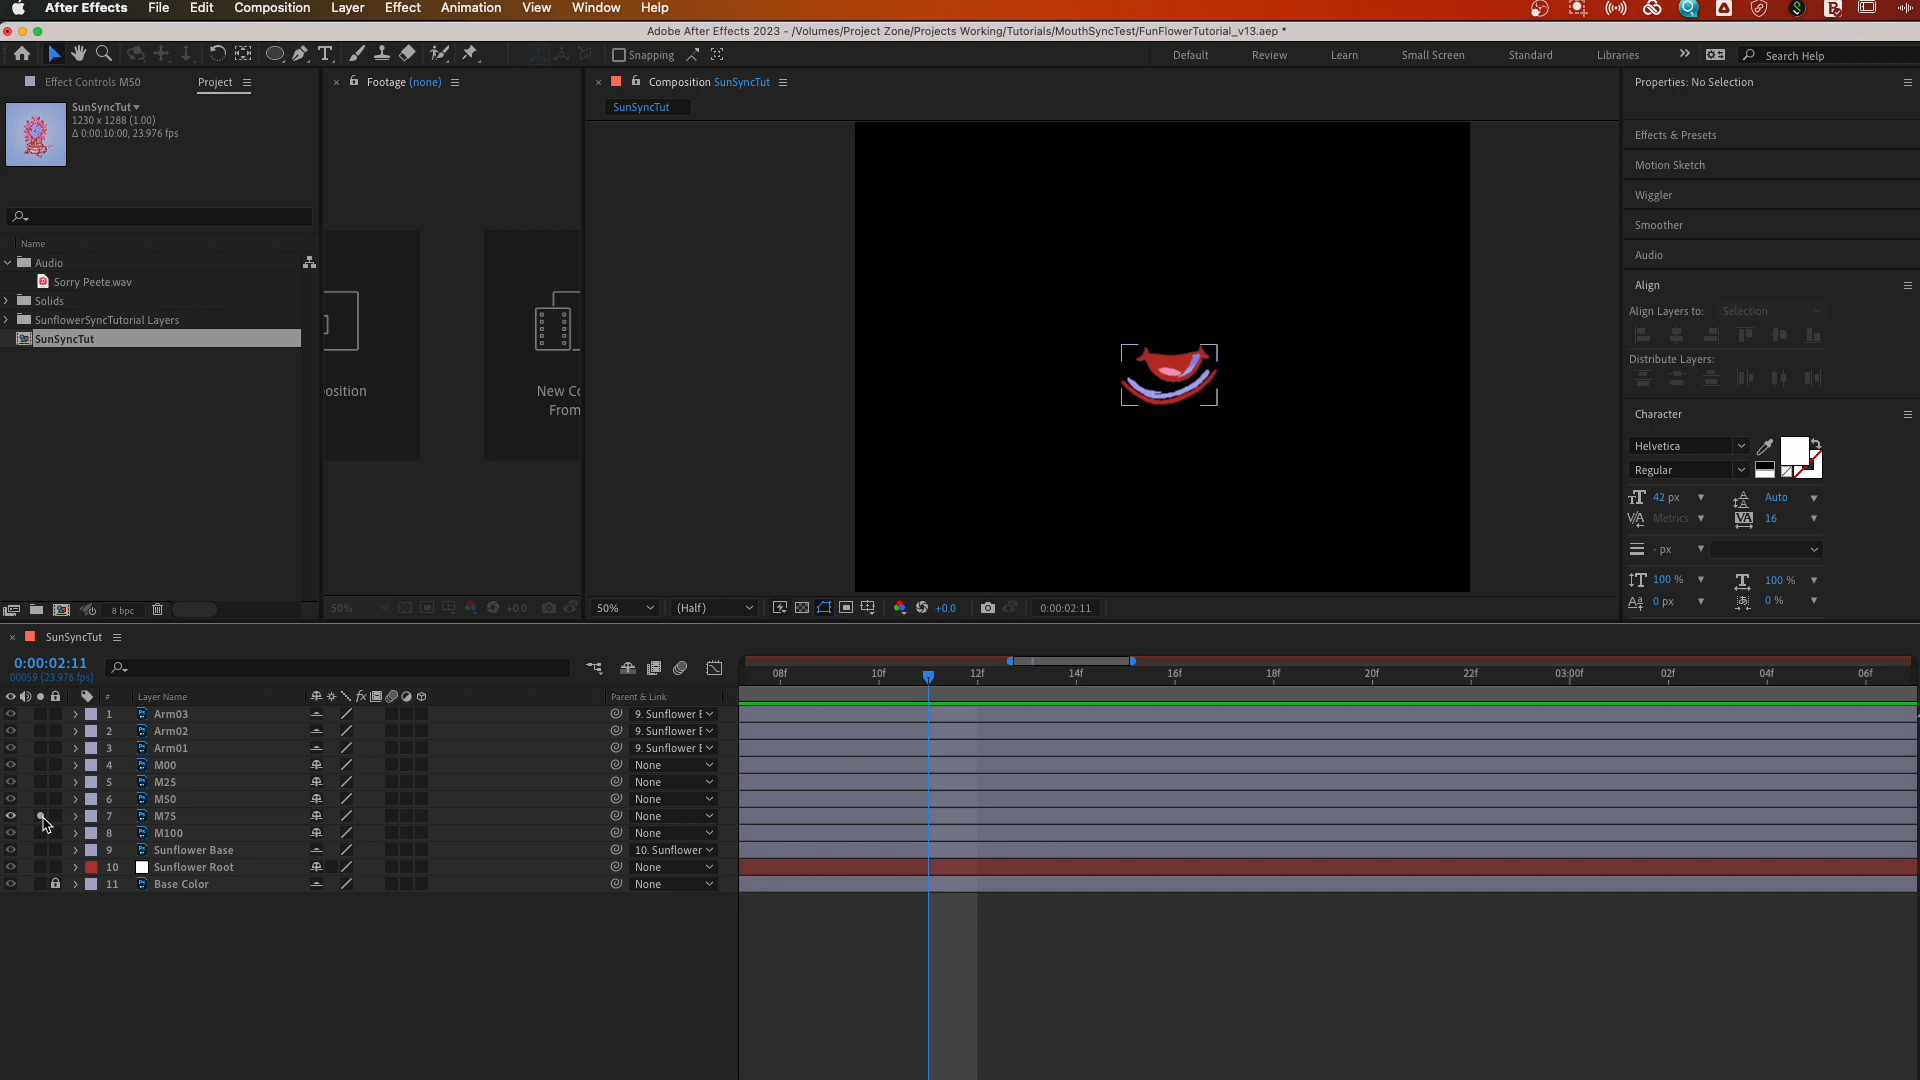 After Effects File Edit Composition Layer Effect Animation View Window Help
Adobe After Effects 2023 - /Volumes/Project Zone/Projects Working/Tutorials/MouthSyncTest/FunFlowerTutorial_v13.aep *
Snapping Default Review Learn Small Screen Standard Libraries Search Help
Effect Controls M50 Project Footage (none) Composition SunSyncTut Properties: No Selection
SunSyncTut
1230 x 1288 (1.00)
Δ 0:00:10:00, 23.976 fps
SunSyncTut
Name
Audio
Sorry Peete.wav
Solids
SunflowerSyncTutorial Layers
SunSyncTut
osition
New Co
From
8 bpc
50% +0.0
50% (Half) +0.0 0:00:02:11
Effects & Presets
Motion Sketch
Wiggler
Smoother
Audio
Align
Align Layers to: Selection
Distribute Layers:
Character
Helvetica
Regular
42 px Auto
Metrics 16
- px
100 % 100 %
0 px 0 %
SunSyncTut
0:00:02:11
00059 (23.976 fps)
# Layer Name Parent & Link
08f 10f 12f 14f 16f 18f 20f 22f 03:00f 02f 04f 06f
1 Arm03 9. Sunflower E
2 Arm02 9. Sunflower E
3 Arm01 9. Sunflower E
4 M00 None
5 M25 None
6 M50 None
7 M75 None
8 M100 None
9 Sunflower Base 10. Sunflower
10 Sunflower Root None
11 Base Color None